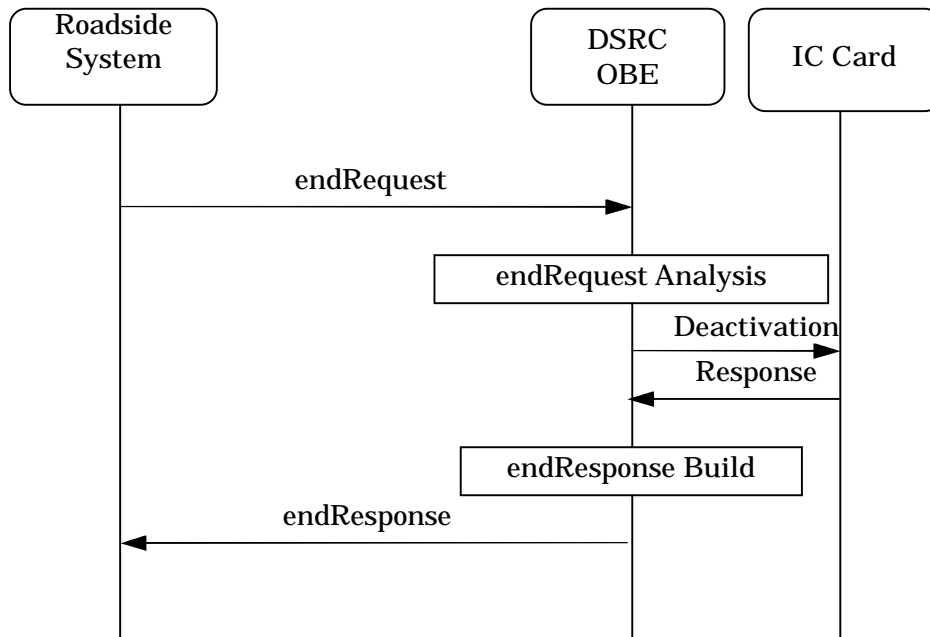 Roadside
System
DSRC
OBE
IC Card
endRequest
endRequest Analysis
Deactivation
Response
endResponse Build
endResponse